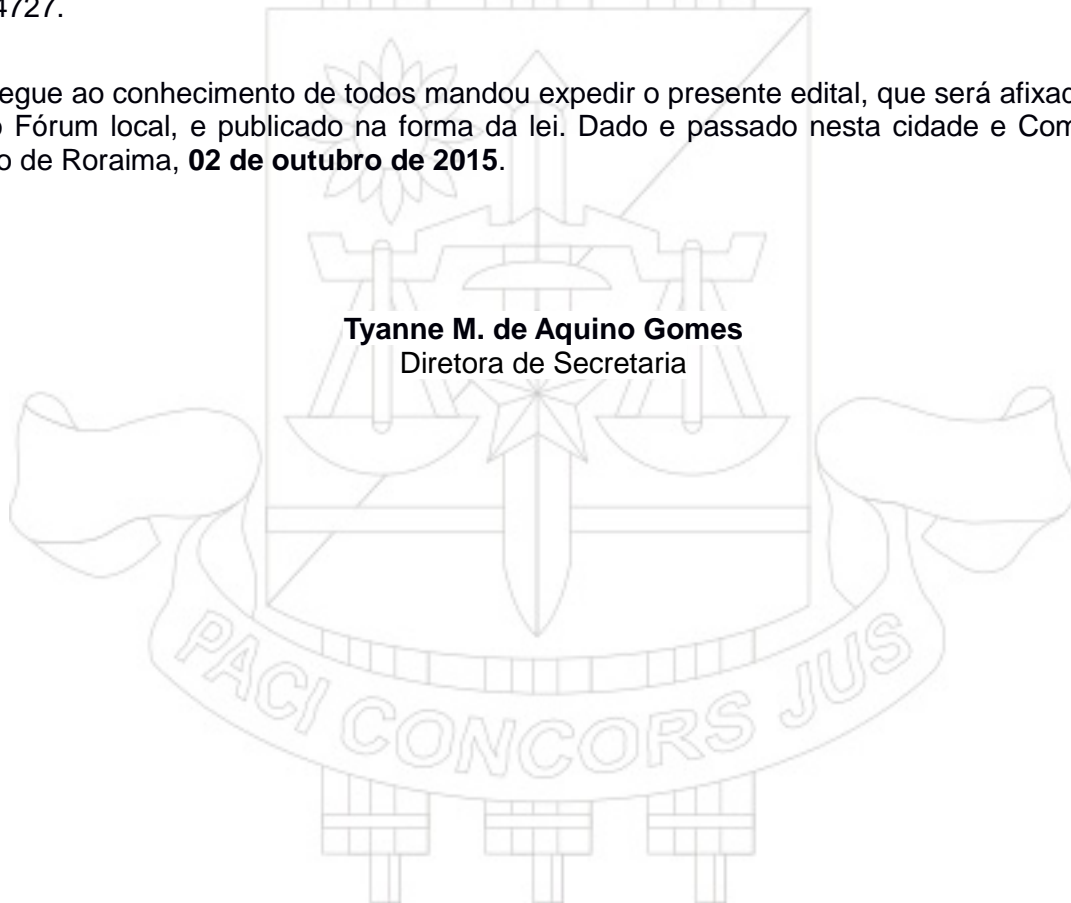 4727.
egue ao conhecimento de todos mandou expedir o presente edital, que será afixad
o Fórum local, e publicado na forma da lei. Dado e passado nesta cidade e Com
o de Roraima, 02 de outubro de 2015.
Tyanne M. de Aquino Gomes
Diretora de Secretaria
PACI CONCORS JUS